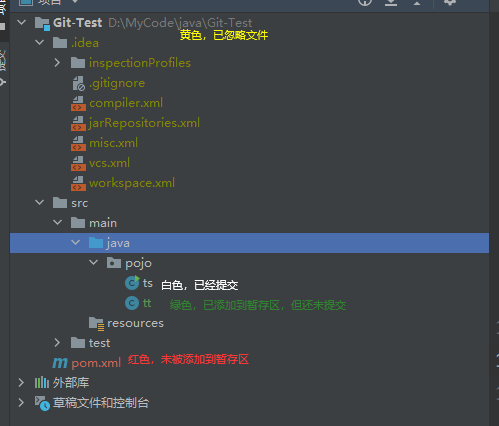 项目
Git-Test D:\MyCode\java\Git-Test
黄色，已忽略文件
.idea
inspectionProfiles
.gitignore
compiler.xml
jarRepositories.xml
misc.xml
vcs.xml
workspace.xml
src
main
java
pojo
ts 白色，已经提交
tt 绿色，已添加到暂存区，但还未提交
resources
test
pom.xml 红色，未被添加到暂存区
外部库
草稿文件和控制台